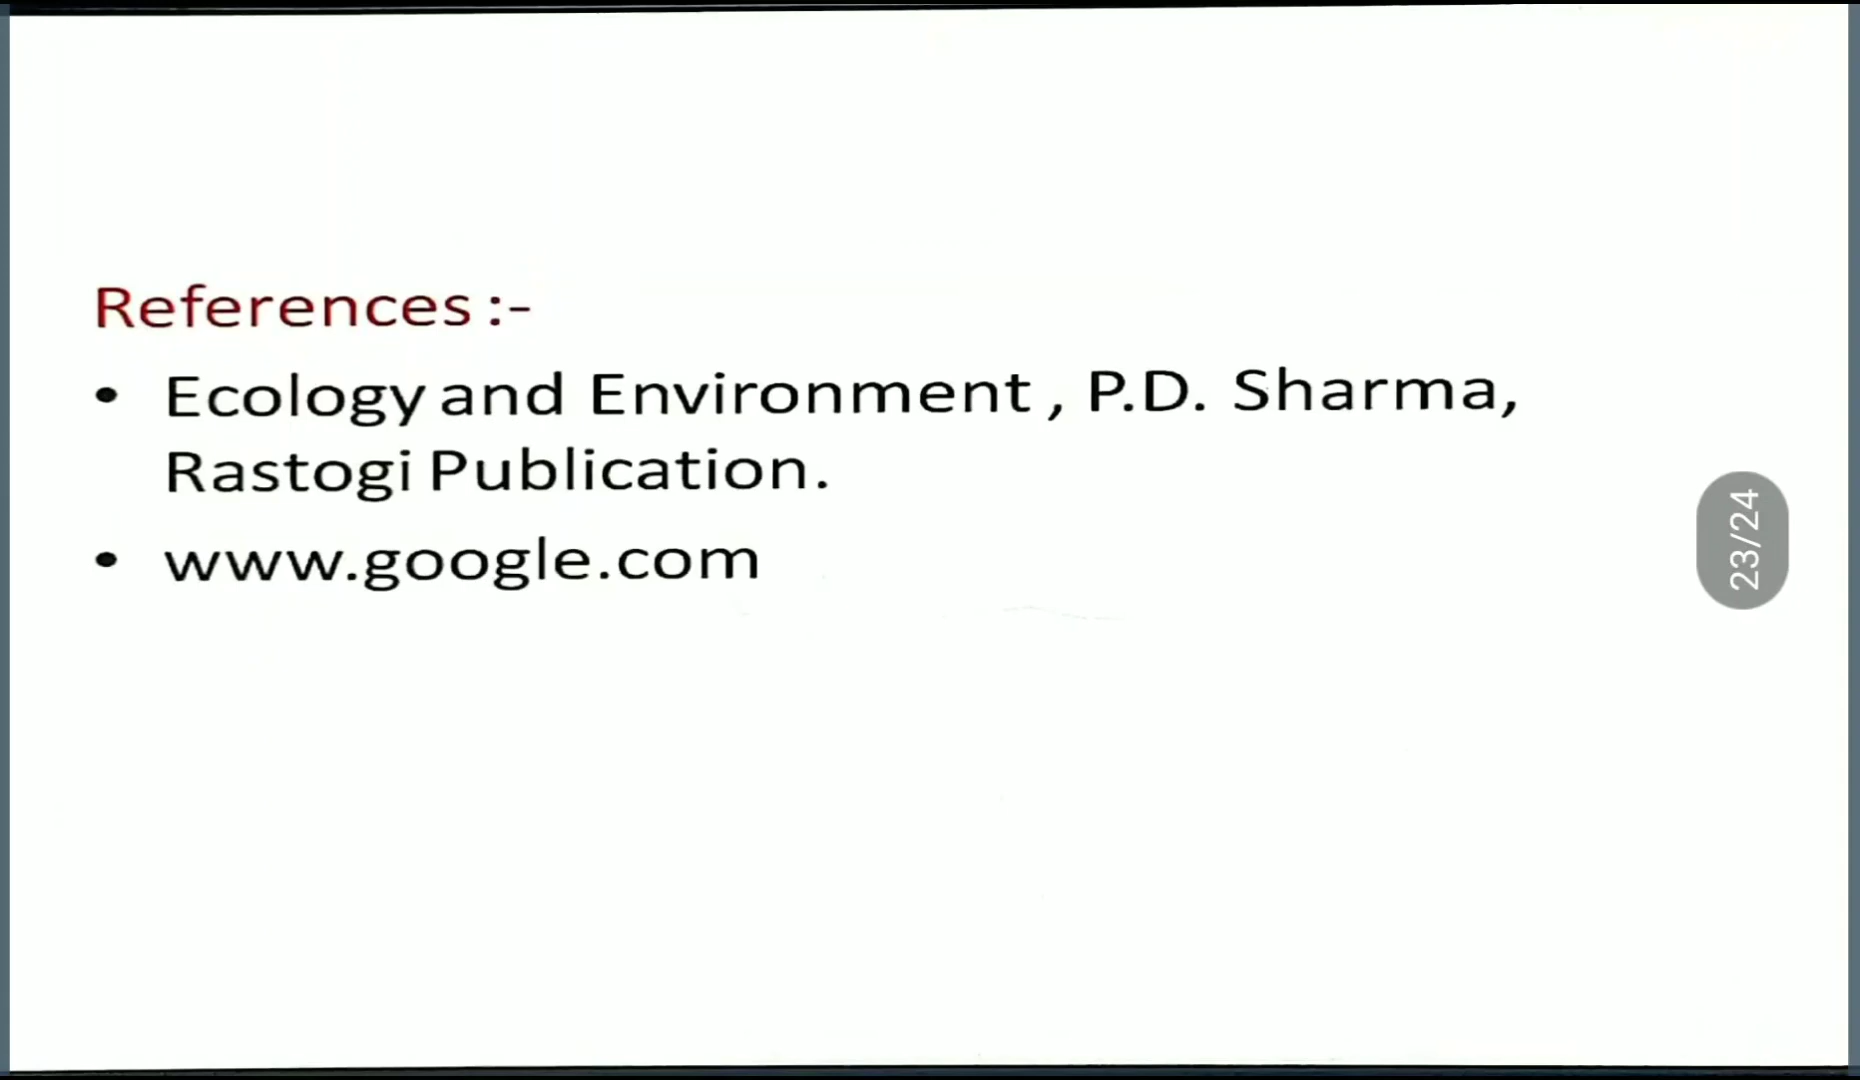 References :-
• Ecology and Environment , P.D. Sharma,
Rastogi Publication.
• www.google.com
23/24